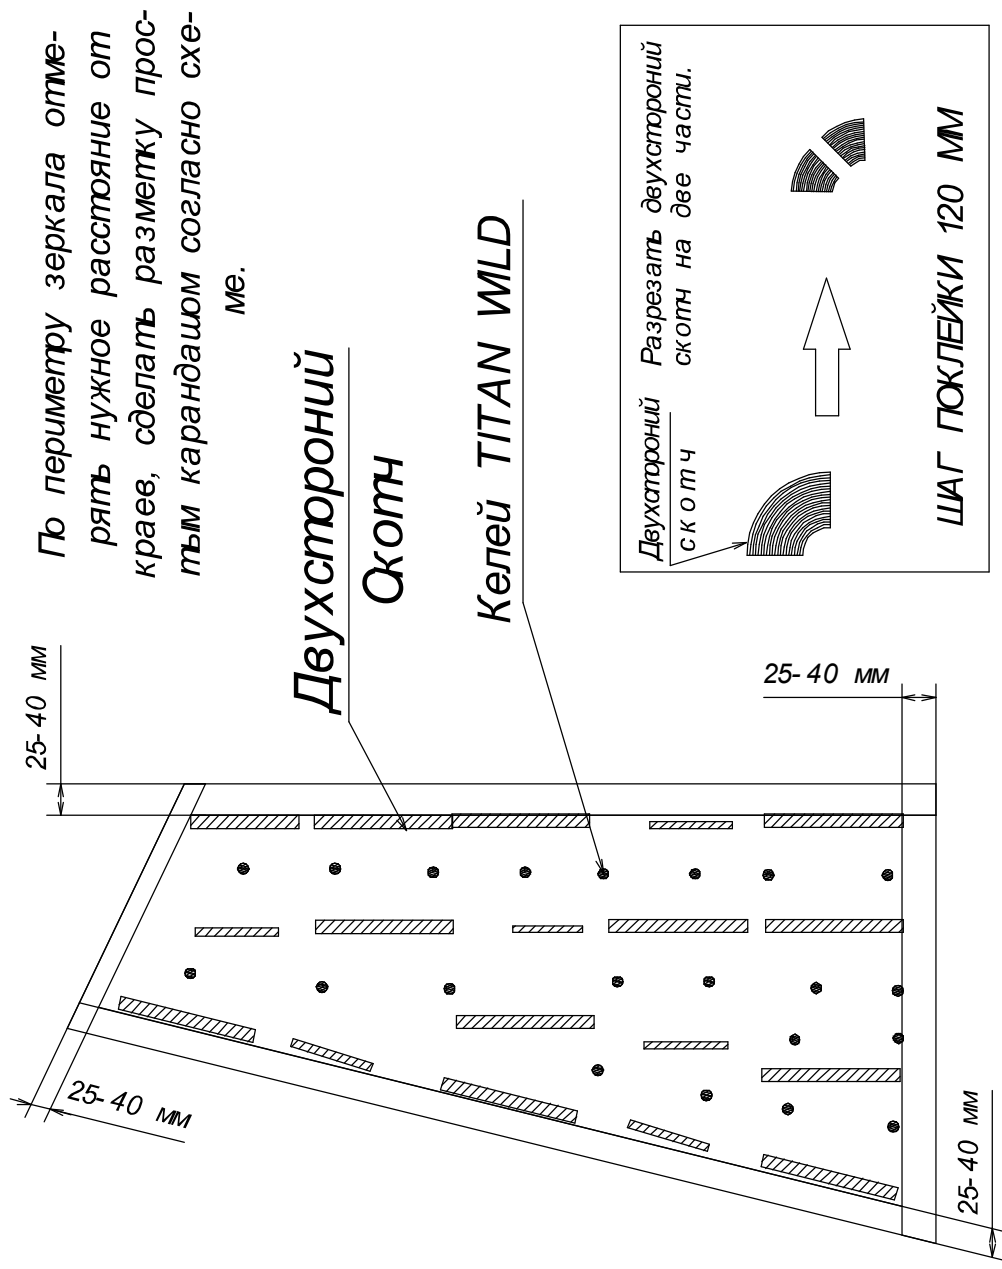 По периметру зеркала отме-
рять нужное расстояние от
краев, сделать разметку прос-
тым карандашом согласно схе-
ме.
25-40 мм
Двухстороний
Скотч
Келей TITAN WILD
25-40 мм
25-40 мм
25-40 мм
Двухстороний
скотч
Разрезать двухстороний
скотч на две части.
ШАГ ПОКЛЕЙКИ 120 ММ